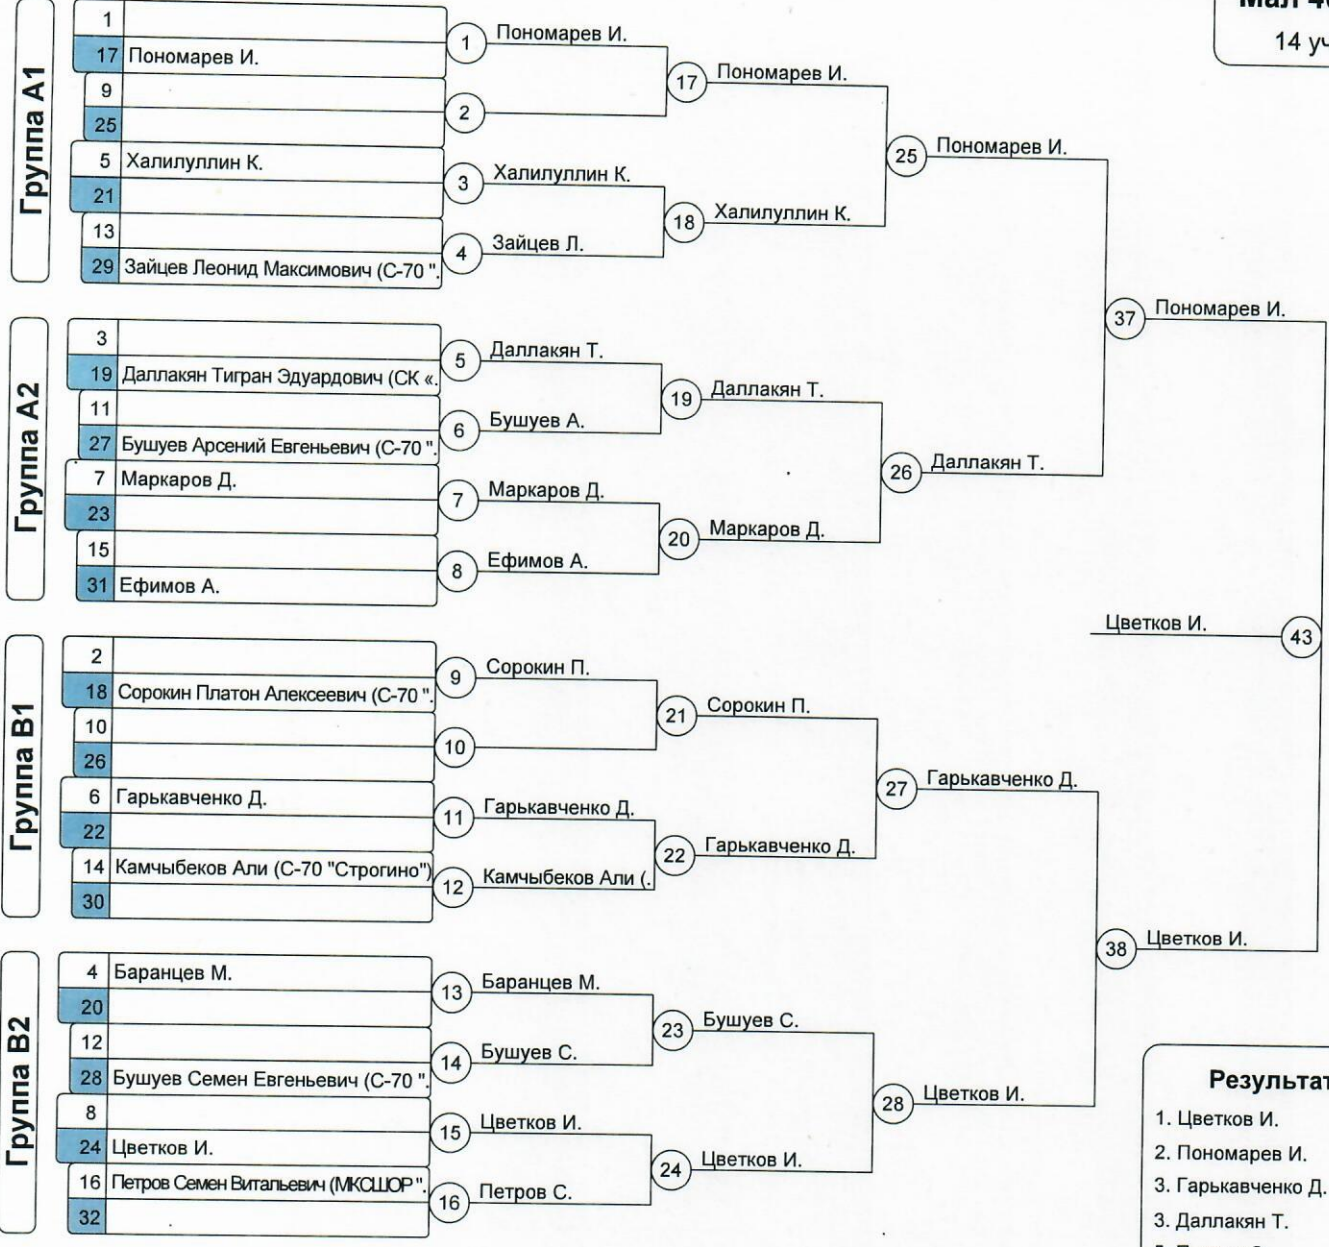 Мал 4
14 уч
Группа A1
1
17 Пономарев И.
9
25
5 Халилуллин К.
21
13
29 Зайцев Леонид Максимович (С-70 ".
1 Пономарев И.
2
3 Халилуллин К.
4 Зайцев Л.
17 Пономарев И.
18 Халилуллин К.
25 Пономарев И.
Группа A2
3
19 Даллакян Тигран Эдуардович (СК «.
11
27 Бушуев Арсений Евгеньевич (С-70 ".
7 Маркаров Д.
23
15
31 Ефимов А.
5 Даллакян Т.
6 Бушуев А.
7 Маркаров Д.
8 Ефимов А.
19 Даллакян Т.
20 Маркаров Д.
26 Даллакян Т.
37 Пономарев И.
Группа B1
2
18 Сорокин Платон Алексеевич (С-70 ".
10
26
6 Гарькавченко Д.
22
14 Камчыбеков Али (С-70 "Строгино")
30
9 Сорокин П.
10
11 Гарькавченко Д.
12 Камчыбеков Али (.
21 Сорокин П.
22 Гарькавченко Д.
27 Гарькавченко Д.
Группа B2
4 Баранцев М.
20
12
28 Бушуев Семен Евгеньевич (С-70 ".
8
24 Цветков И.
16 Петров Семен Витальевич (МКСШОР ".
32
13 Баранцев М.
14 Бушуев С.
15 Цветков И.
16 Петров С.
23 Бушуев С.
24 Цветков И.
28 Цветков И.
38 Цветков И.
Цветков И. 43
Результат
1. Цветков И.
2. Пономарев И.
3. Гарькавченко Д.
3. Даллакян Т.